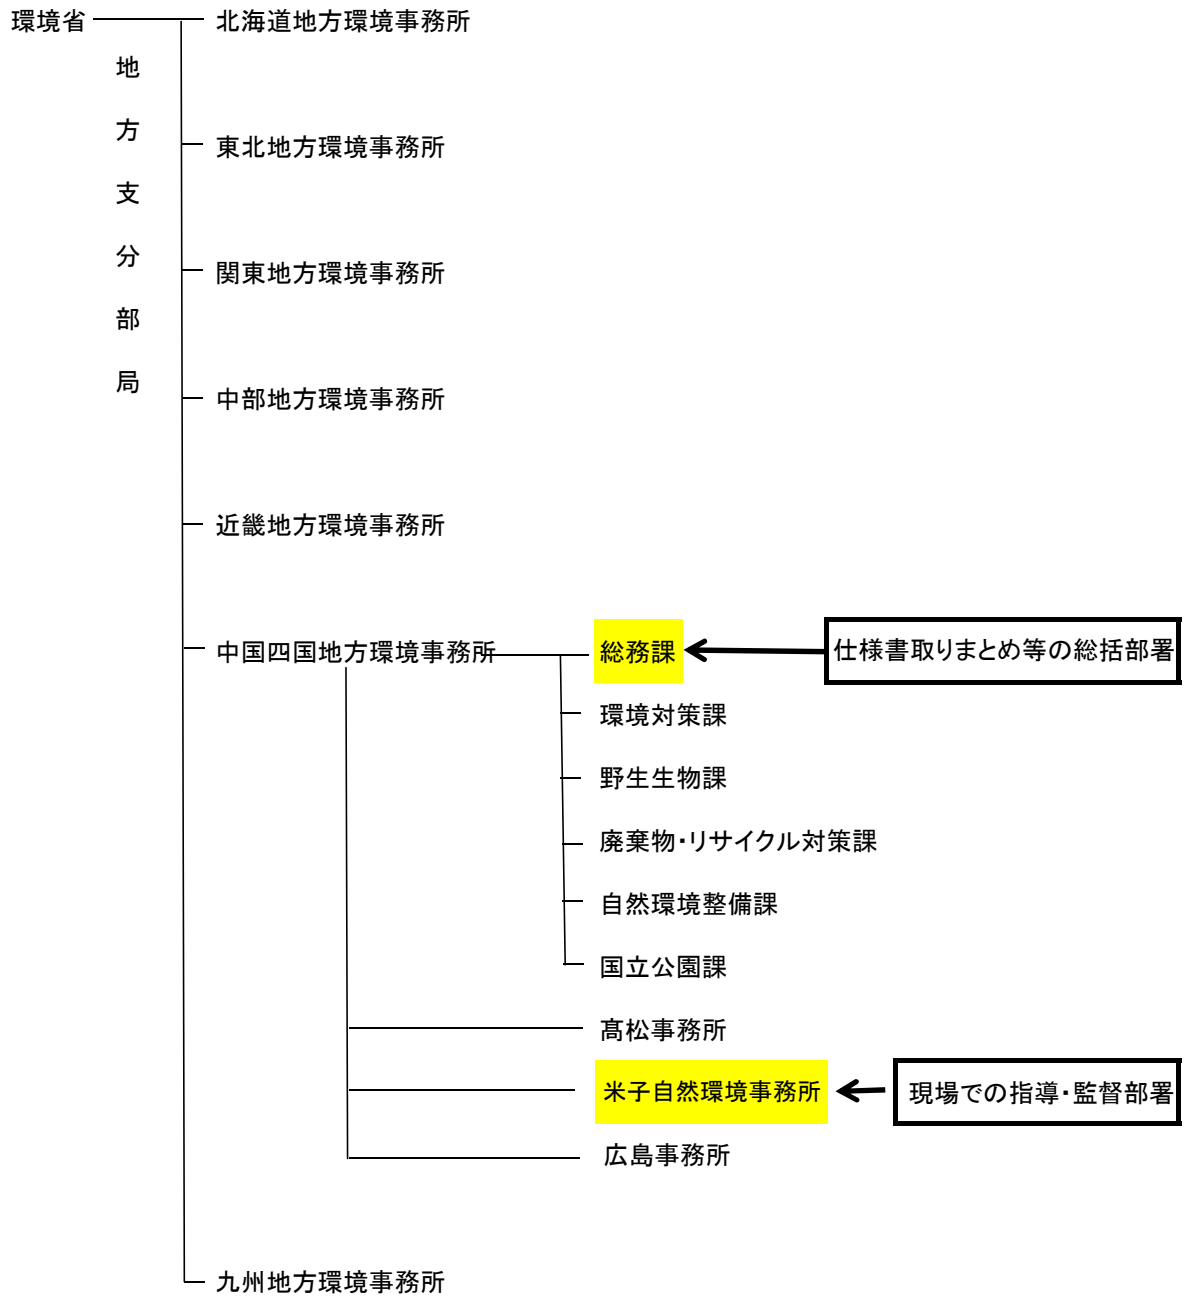 環境省
北海道地方環境事務所
地方支分部局
東北地方環境事務所
関東地方環境事務所
中部地方環境事務所
近畿地方環境事務所
中国四国地方環境事務所
総務課
仕様書取りまとめ等の総括部署
環境対策課
野生生物課
廃棄物・リサイクル対策課
自然環境整備課
国立公園課
髙松事務所
米子自然環境事務所
現場での指導・監督部署
広島事務所
九州地方環境事務所